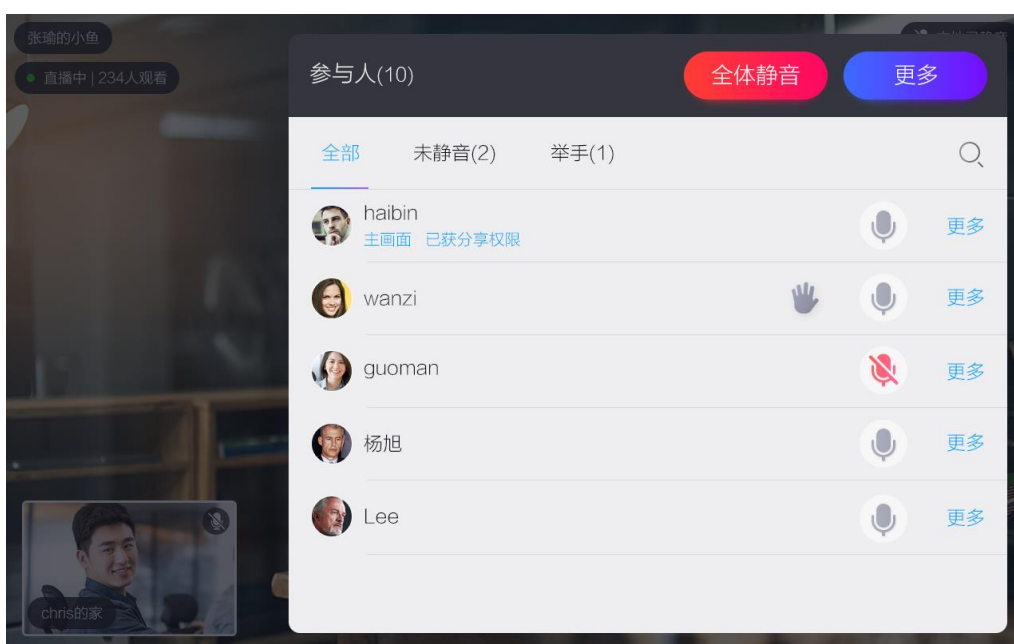 张瑜的小鱼
直播中 | 234人观看
参与人(10)
全体静音
更多
全部
未静音(2)
举手(1)
haibin
主画面 已获分享权限
更多
wanzi
更多
guoman
更多
杨旭
更多
Lee
更多
chris的家